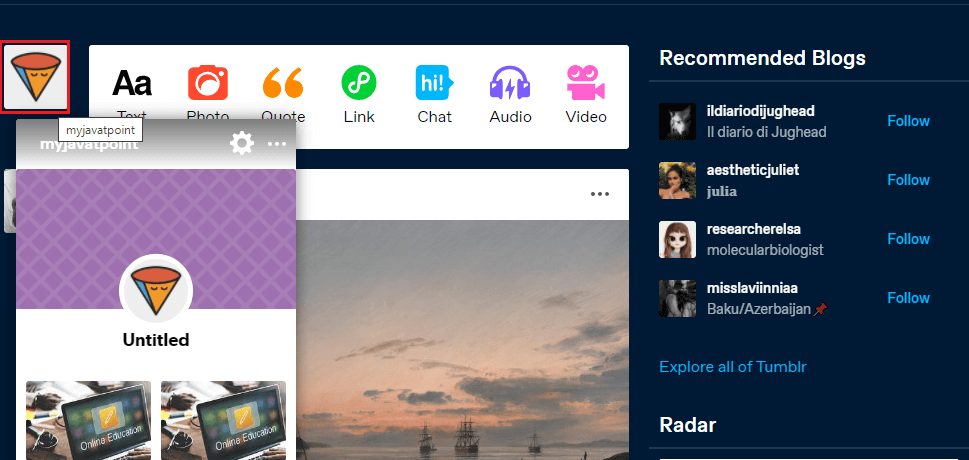 Aa
hi!
Text Photo Quote Link Chat Audio Video
myjavatpoint
myjavatpoint
Untitled
Online Education
Online Education
Recommended Blogs
ildiariodijughead
Il diario di Jughead
Follow
aestheticjuliet
julia
Follow
researcherelsa
molecularbiologist
Follow
misslaviinniaa
Baku/Azerbaijan📌
Follow
Explore all of Tumblr
Radar